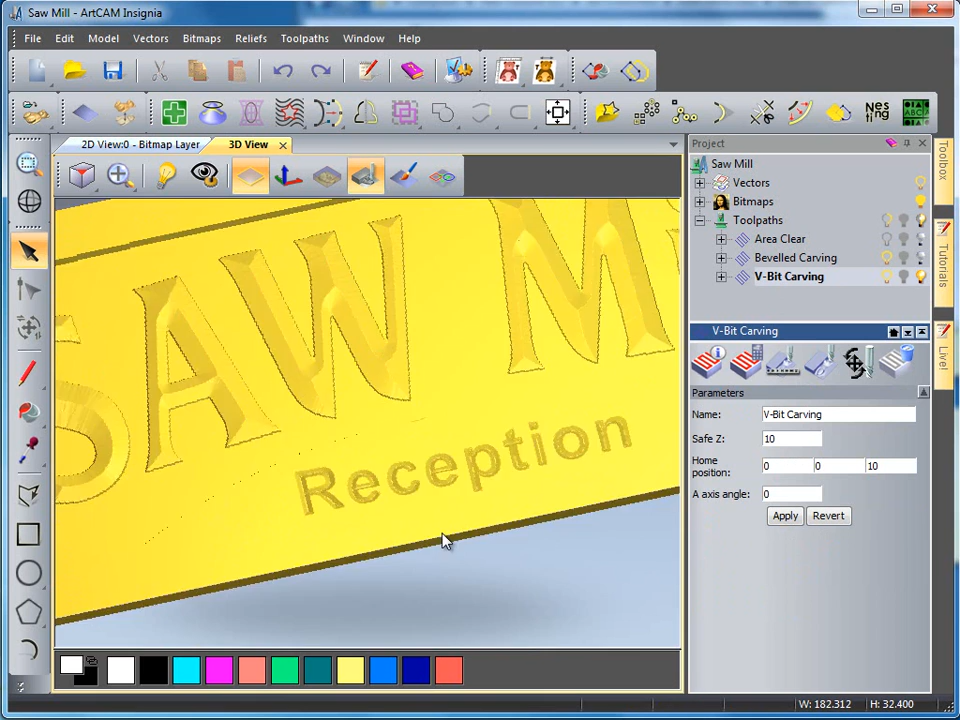 Saw Mill - ArtCAM Insignia
File Edit Model Vectors Bitmaps Reliefs Toolpaths Window Help
Nes
ting
ABCD
2D View:0 - Bitmap Layer
3D View
SAW M
Reception
Project
Saw Mill
Vectors
Bitmaps
Toolpaths
Area Clear
Bevelled Carving
V-Bit Carving
V-Bit Carving
Parameters
Name: V-Bit Carving
Safe Z: 10
Home position: 0 0 10
A axis angle: 0
Apply Revert
Toolbox
Tutorials
Live!
W: 182.312 H: 32.400